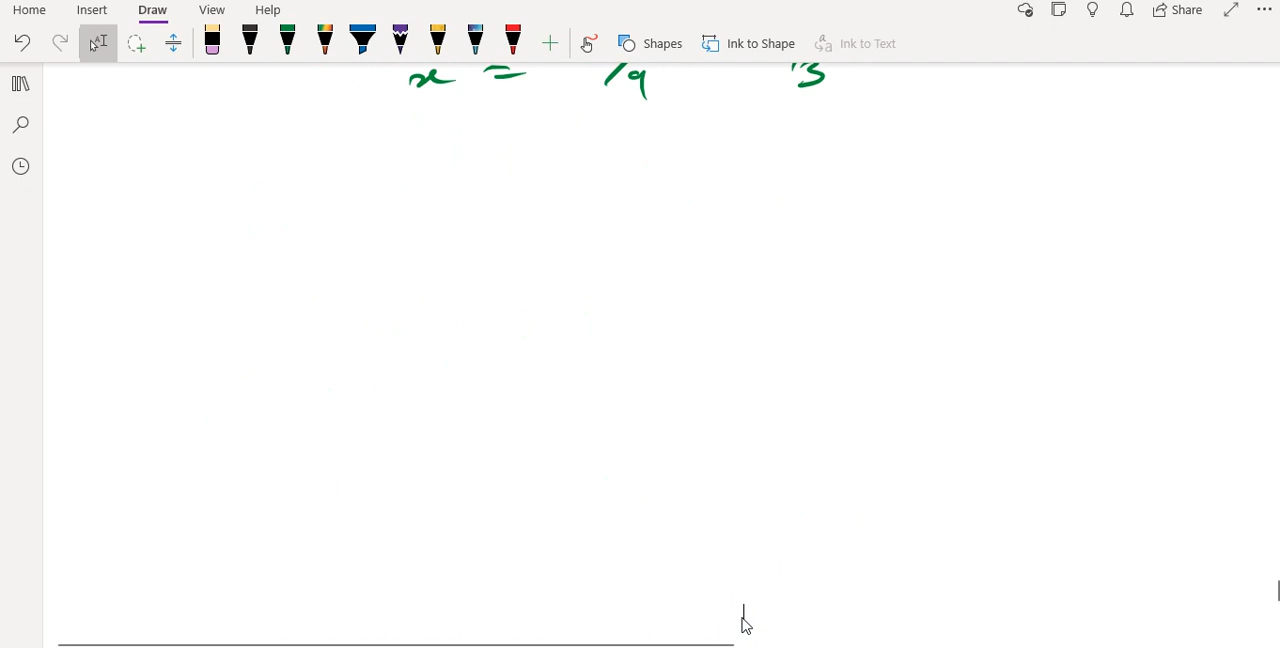 Home Insert Draw View Help Share
Shapes Ink to Shape Ink to Text
x =